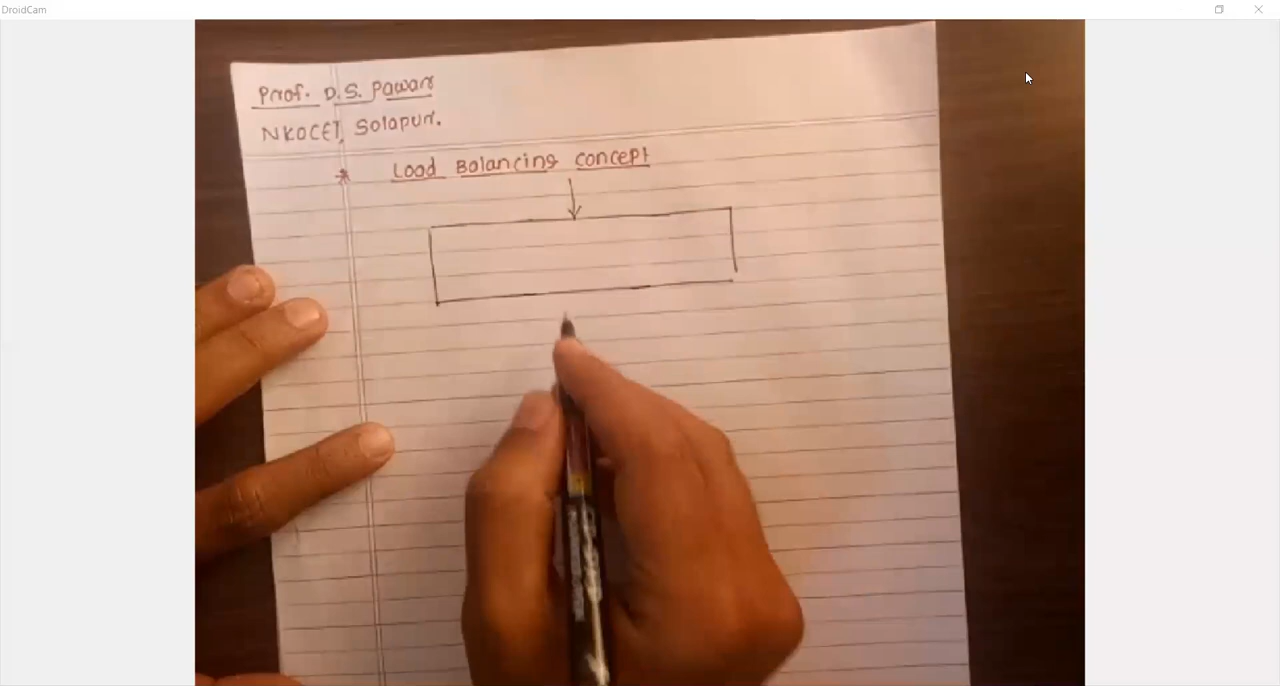 DroidCam
Prof. D.S. Pawar
NKOCET, Solapur.
* Load Balancing Concept